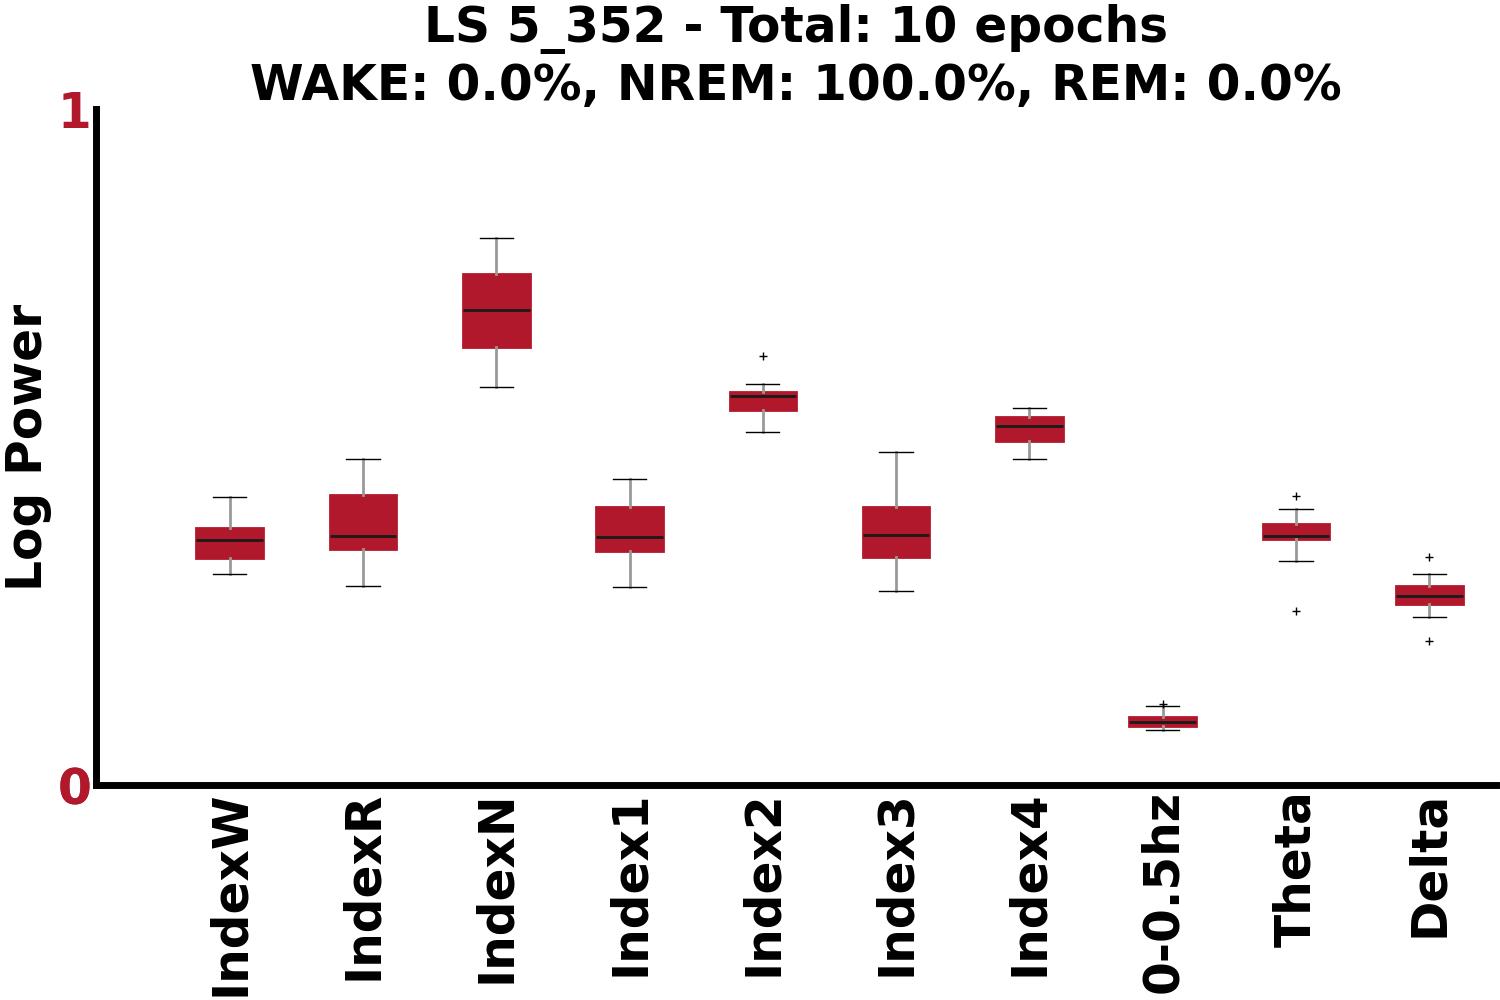 LS 5_352 - Total: 10 epochs
WAKE: 0.0%, NREM: 100.0%, REM: 0.0%
1
Log Power
0
IndexW
IndexR
IndexN
Index1
Index2
Index3
Index4
0-0.5hz
Theta
Delta